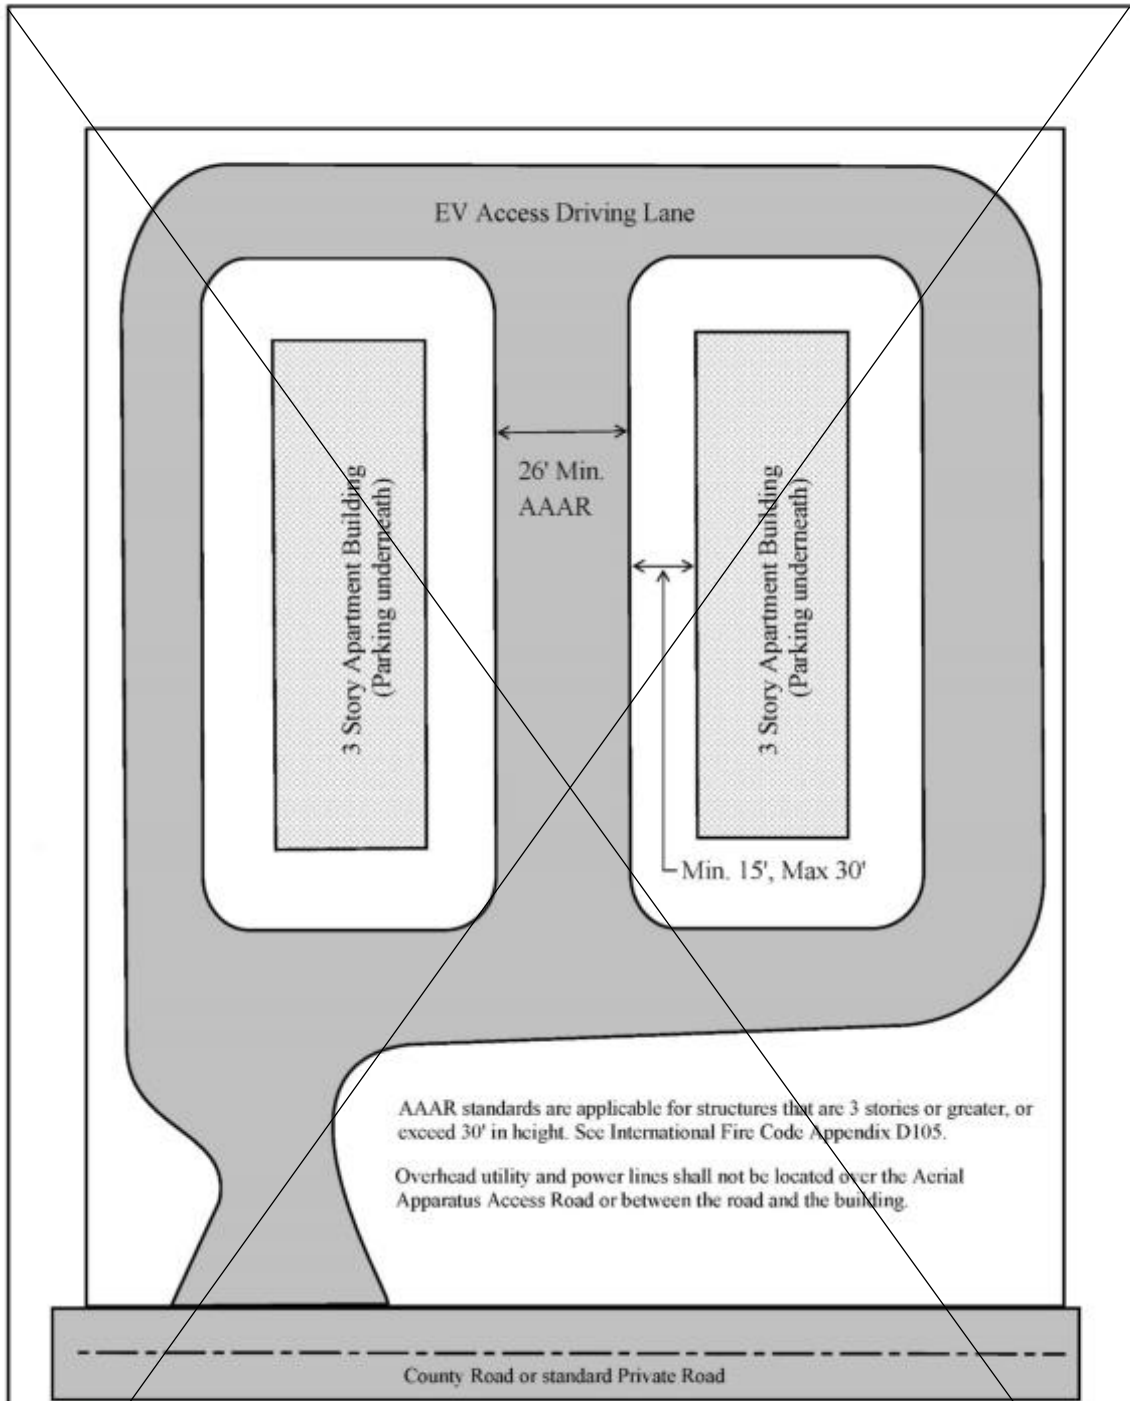 EV Access Driving Lane
26' Min.
AAAR
3 Story Apartment Building
(Parking underneath)
3 Story Apartment Building
(Parking underneath)
Min. 15', Max 30'
AAAR standards are applicable for structures that are 3 stories or greater, or
exceed 30' in height. See International Fire Code Appendix D105.
Overhead utility and power lines shall not be located over the Aerial
Apparatus Access Road or between the road and the building.
County Road or standard Private Road